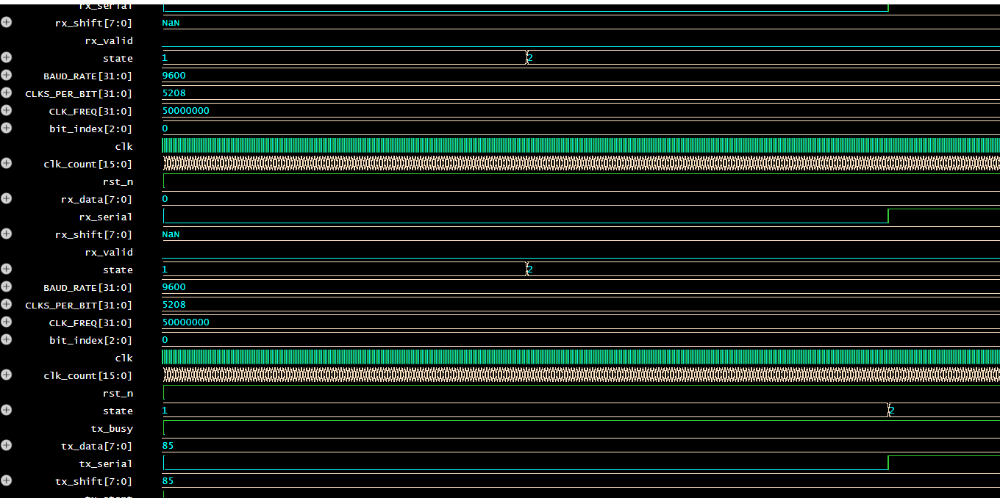 rx_serial
rx_shift[7:0] NaN
rx_valid
state 1 2
BAUD_RATE[31:0] 9600
CLKS_PER_BIT[31:0] 5208
CLK_FREQ[31:0] 50000000
bit_index[2:0] 0
clk
clk_count[15:0]
rst_n
rx_data[7:0] 0
rx_serial
rx_shift[7:0] NaN
rx_valid
state 1 2
BAUD_RATE[31:0] 9600
CLKS_PER_BIT[31:0] 5208
CLK_FREQ[31:0] 50000000
bit_index[2:0] 0
clk
clk_count[15:0]
rst_n
state 1 2
tx_busy
tx_data[7:0] 85
tx_serial
tx_shift[7:0] 85